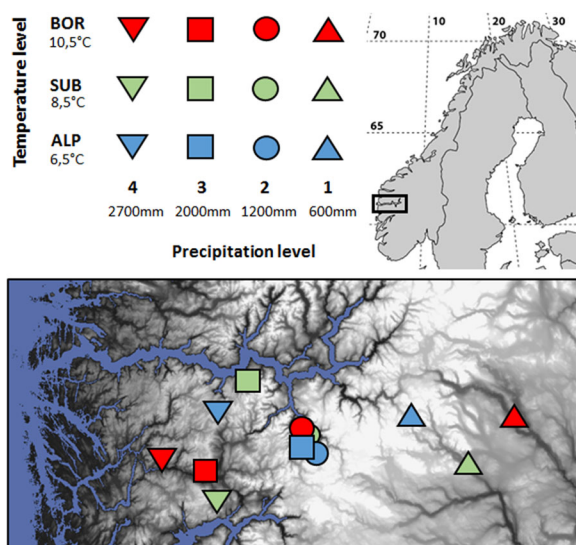 Temperature level
BOR
10,5°C
SUB
8,5°C
ALP
6,5°C
4 3 2 1
2700mm 2000mm 1200mm 600mm
Precipitation level
10 20 30
70
65